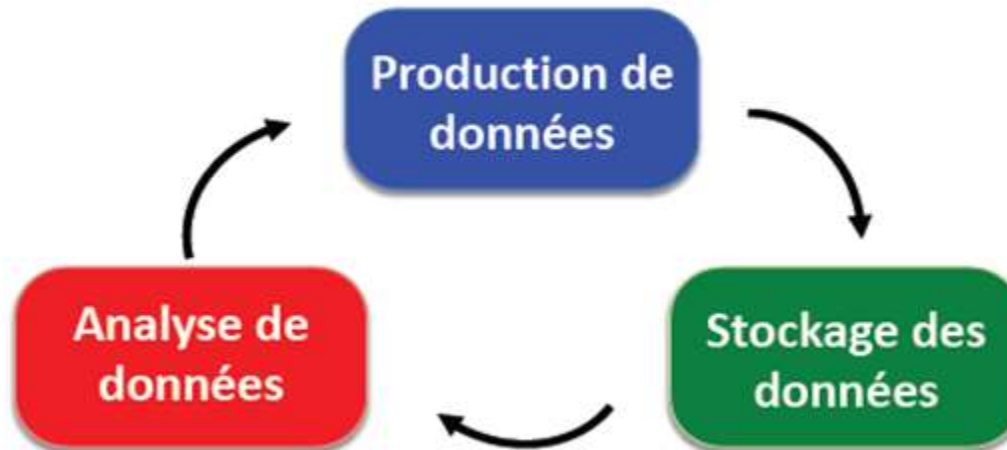 Production de
données
Analyse de
données
Stockage des
données